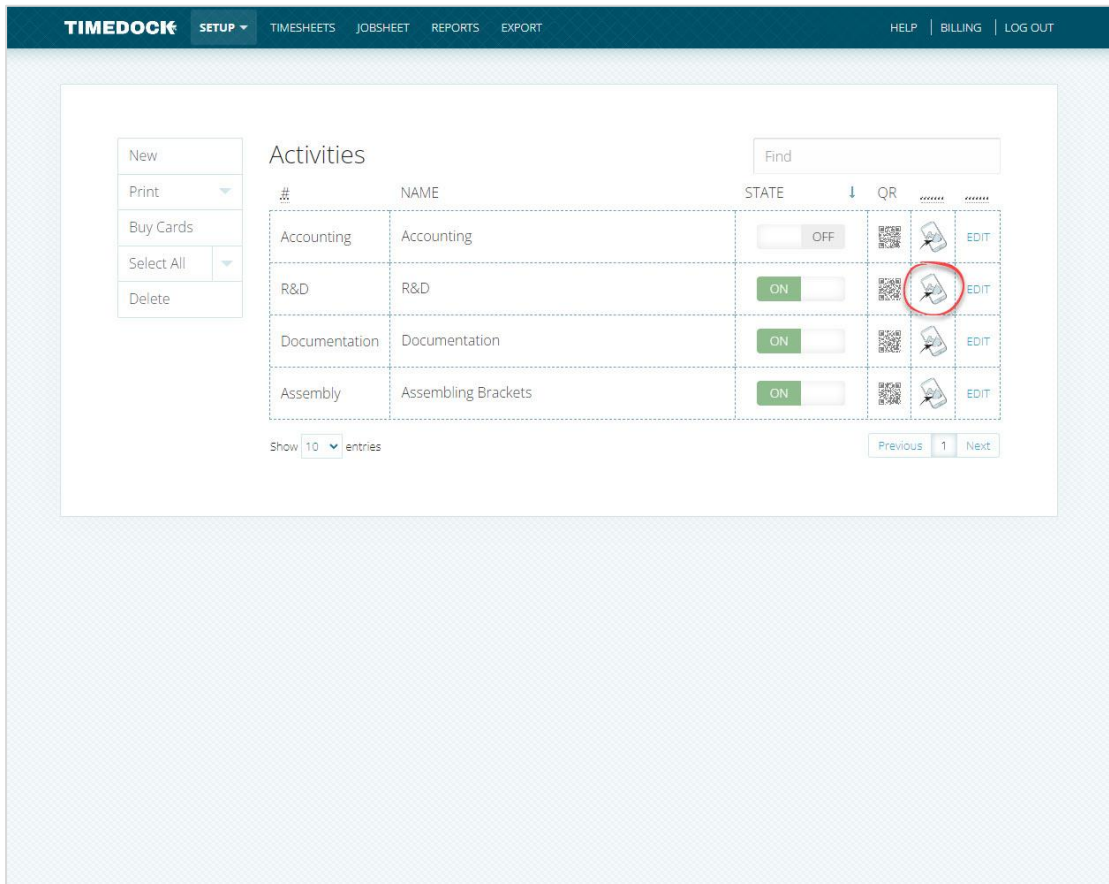 TIMEDOCK SETUP TIMESHEETS JOBSHEET REPORTS EXPORT HELP BILLING LOG OUT
New
Print
Buy Cards
Select All
Delete
Activities
Find
# NAME STATE ↓ QR
Accounting Accounting OFF EDIT
R&D R&D ON EDIT
Documentation Documentation ON EDIT
Assembly Assembling Brackets ON EDIT
Show 10 entries
Previous 1 Next